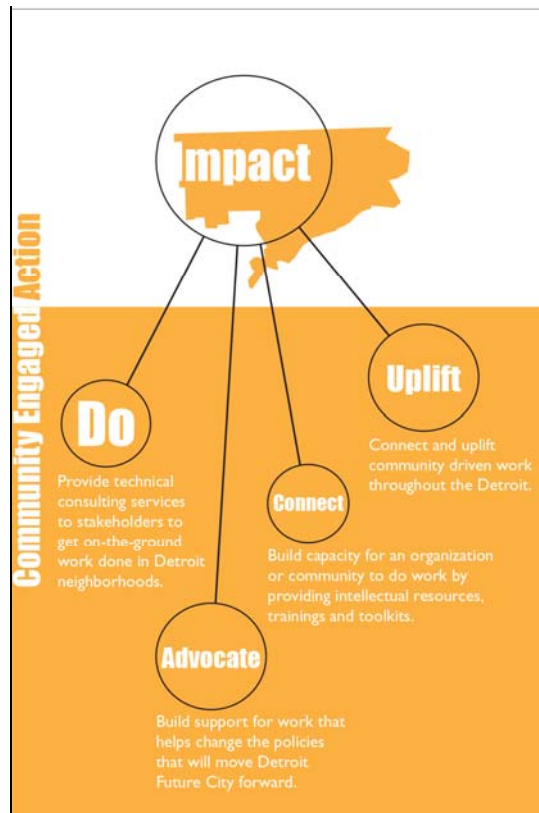 Impact
Community Engaged Action
Uplift
Connect and uplift
community driven work
throughout the Detroit.
Do
Provide technical
consulting services
to stakeholders to
get on-the-ground
work done in Detroit
neighborhoods.
Connect
Build capacity for an organization
or community to do work by
providing intellectual resources,
trainings and toolkits.
Advocate
Build support for work that
helps change the policies
that will move Detroit
Future City forward.